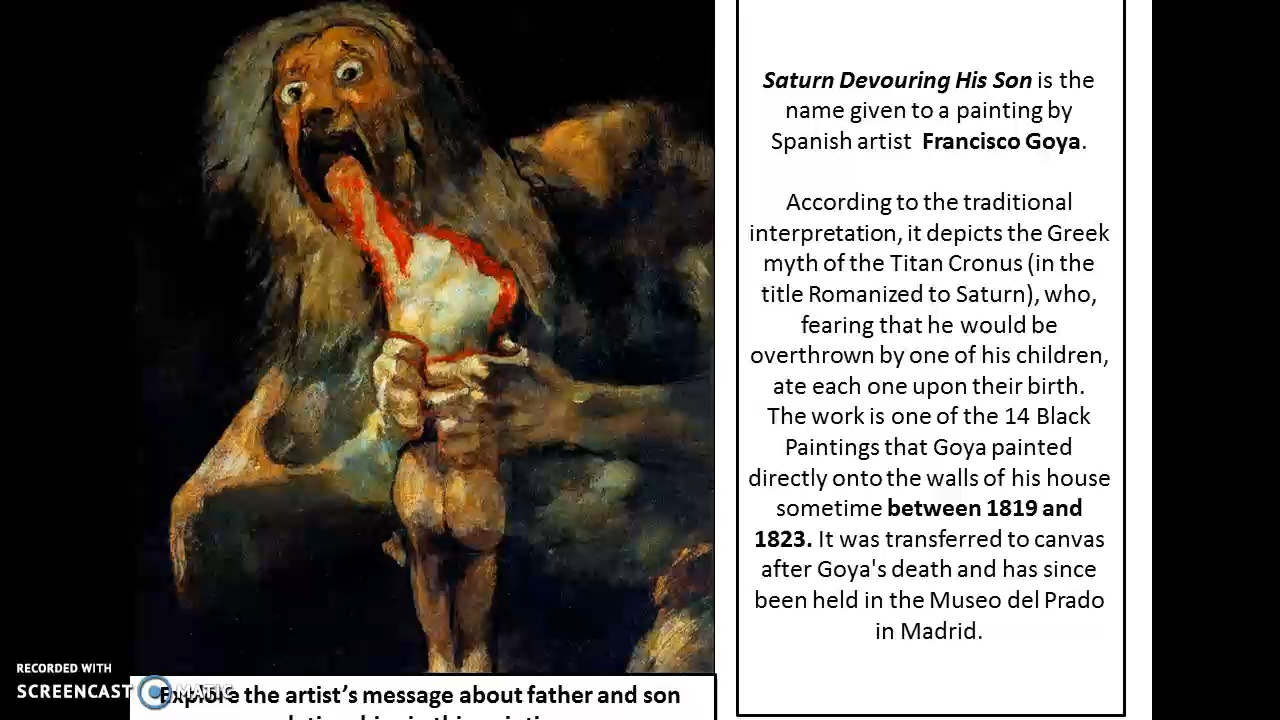 Saturn Devouring His Son is the
name given to a painting by
Spanish artist Francisco Goya.
According to the traditional
interpretation, it depicts the Greek
myth of the Titan Cronus (in the
title Romanized to Saturn), who,
fearing that he would be
overthrown by one of his children,
ate each one upon their birth.
The work is one of the 14 Black
Paintings that Goya painted
directly onto the walls of his house
sometime between 1819 and
1823. It was transferred to canvas
after Goya's death and has since
been held in the Museo del Prado
in Madrid.
Explore the artist's message about father and son
RECORDED WITH
SCREENCAST MATIC